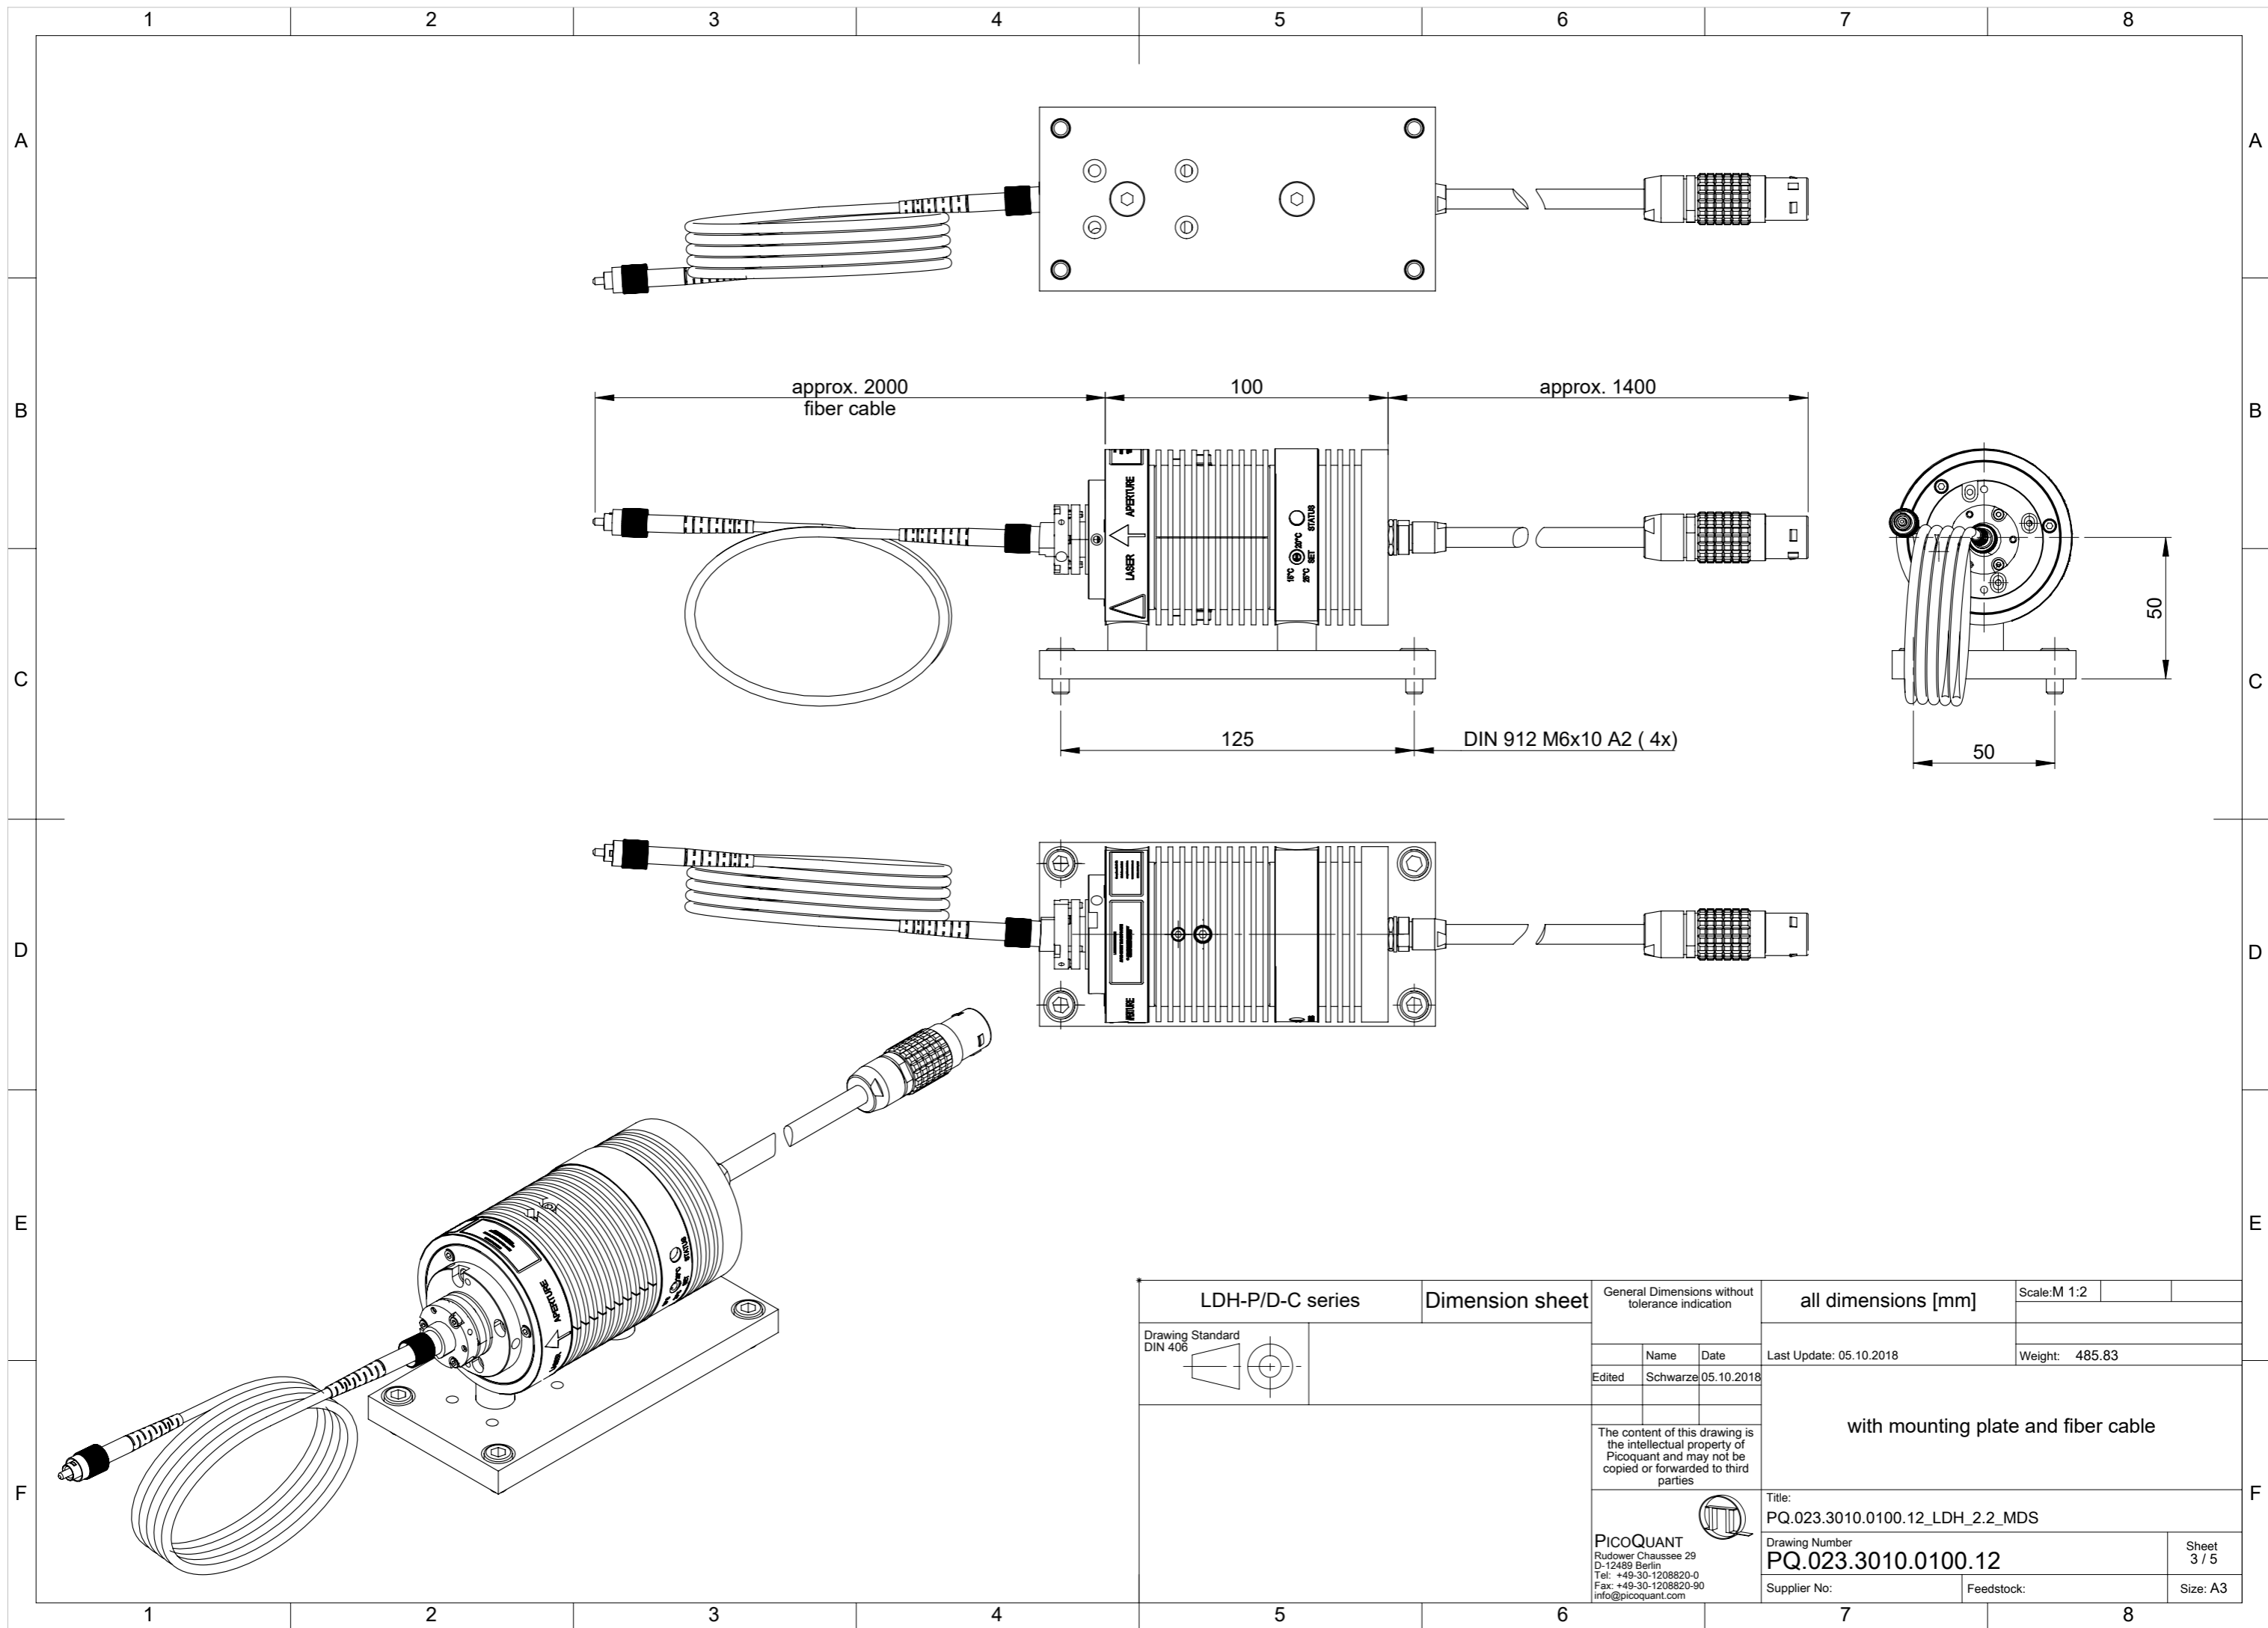 1 2 3 4 5 6 7 8
A A
B B
C C
D D
E E
F F
approx. 2000
fiber cable
100
approx. 1400
LASER APERTURE
15°C 20°C
25°C SET STATUS
50
125
DIN 912 M6x10 A2 ( 4x)
50
APERTURE
STATUS
LDH-P/D-C series
Dimension sheet
General Dimensions without
tolerance indication
all dimensions [mm]
Scale:M 1:2
Drawing Standard
DIN 406
Name Date
Last Update: 05.10.2018
Weight: 485.83
Edited Schwarze 05.10.2018
with mounting plate and fiber cable
The content of this drawing is
the intellectual property of
Picoquant and may not be
copied or forwarded to third
parties
PICOQUANT
Rudower Chaussee 29
D-12489 Berlin
Tel: +49-30-1208820-0
Fax: +49-30-1208820-90
info@picoquant.com
Title:
PQ.023.3010.0100.12_LDH_2.2_MDS
Drawing Number
PQ.023.3010.0100.12
Sheet
3 / 5
Supplier No:
Feedstock:
Size: A3
1 2 3 4 5 6 7 8